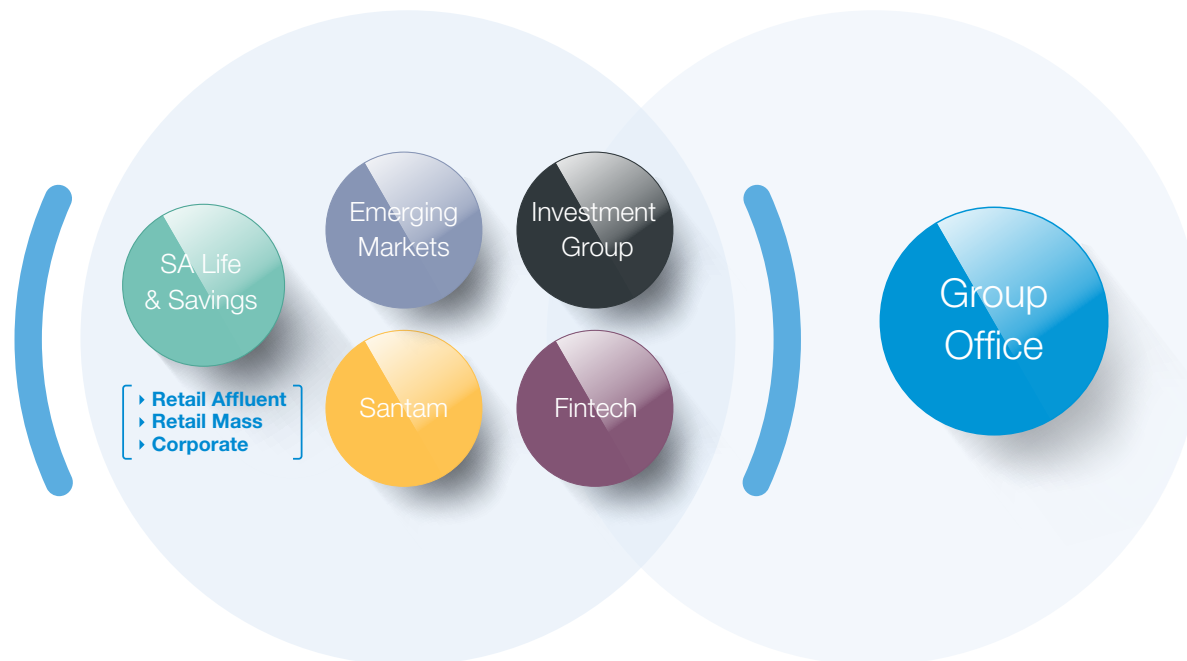 SA Life
& Savings
Retail Affluent
Retail Mass
Corporate
Emerging
Markets
Investment
Group
Santam
Fintech
Group
Office